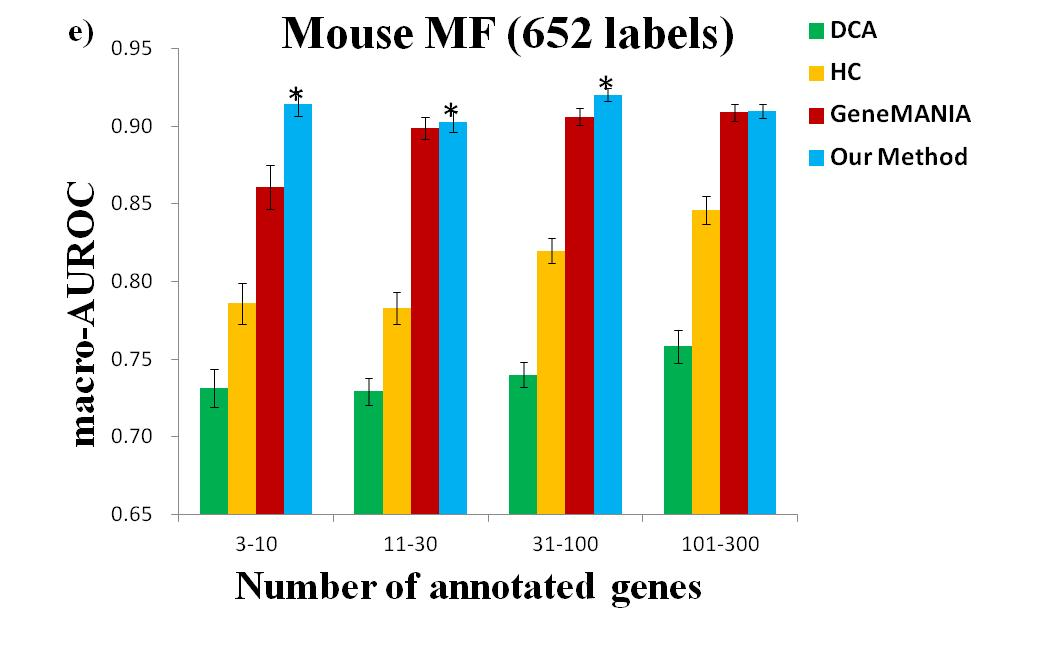 e)
Mouse MF (652 labels)
DCA
HC
GeneMANIA
Our Method
macro-AUROC
0.95
0.90
0.85
0.80
0.75
0.70
0.65
*
*
*
3-10
11-30
31-100
101-300
Number of annotated genes